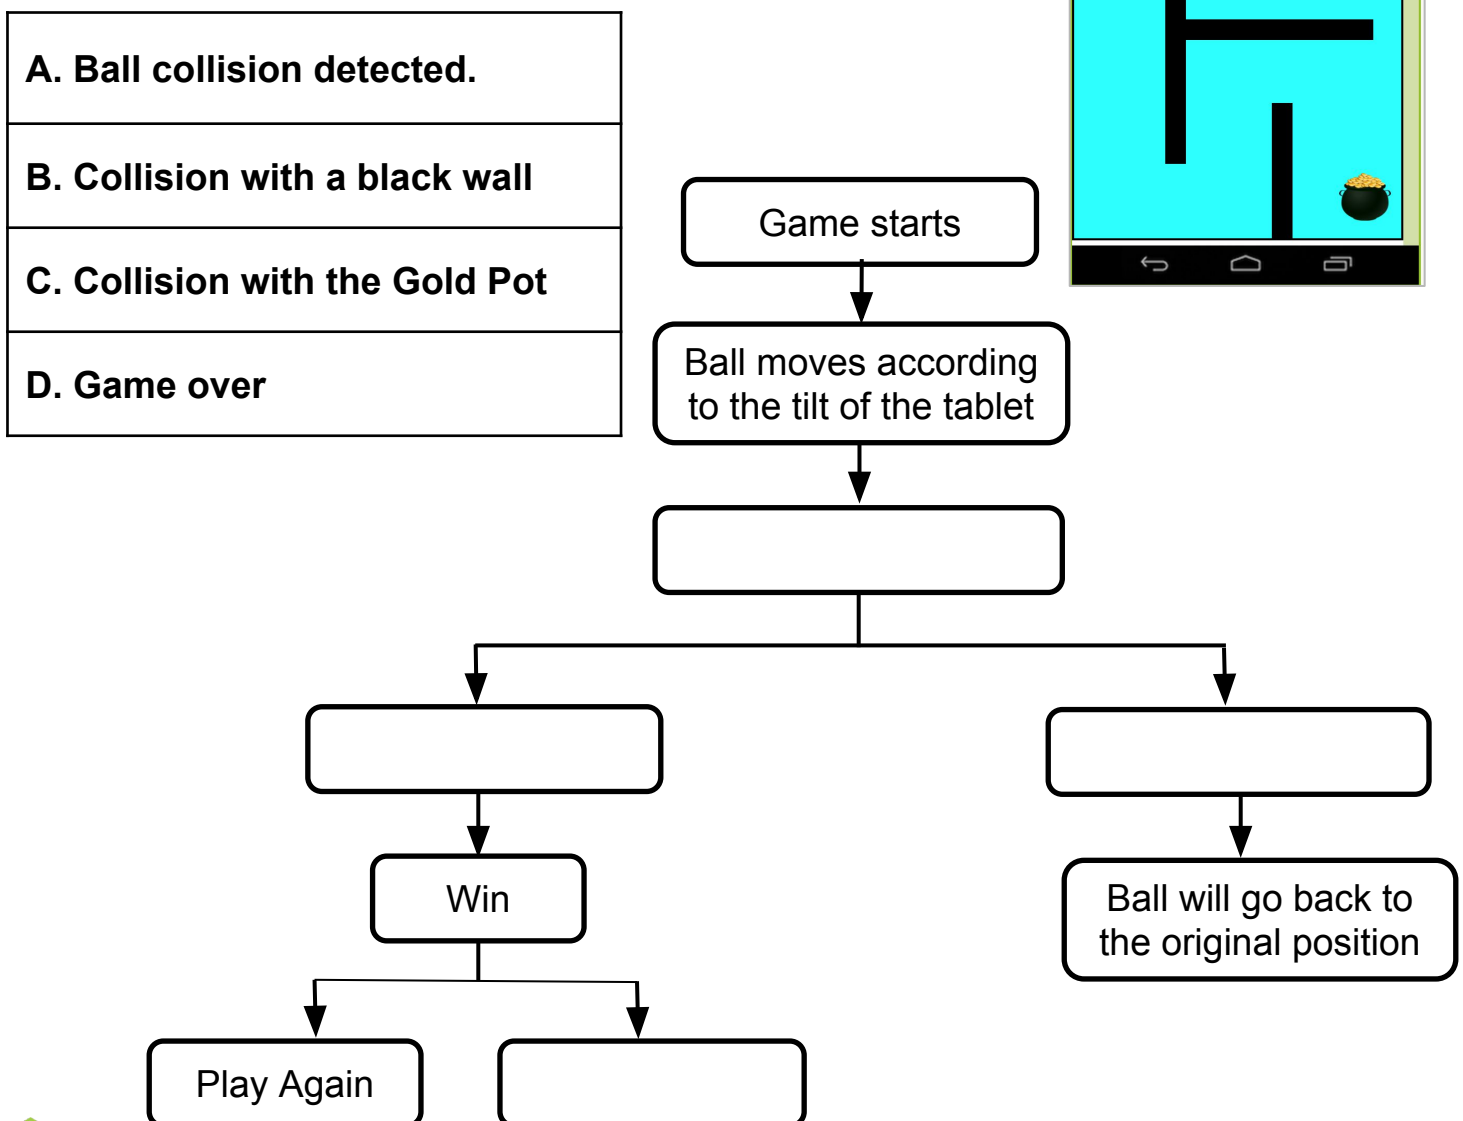 A. Ball collision detected.
B. Collision with a black wall
C. Collision with the Gold Pot
D. Game over
Game starts
Ball moves according
to the tilt of the tablet
Win
Ball will go back to
the original position
Play Again